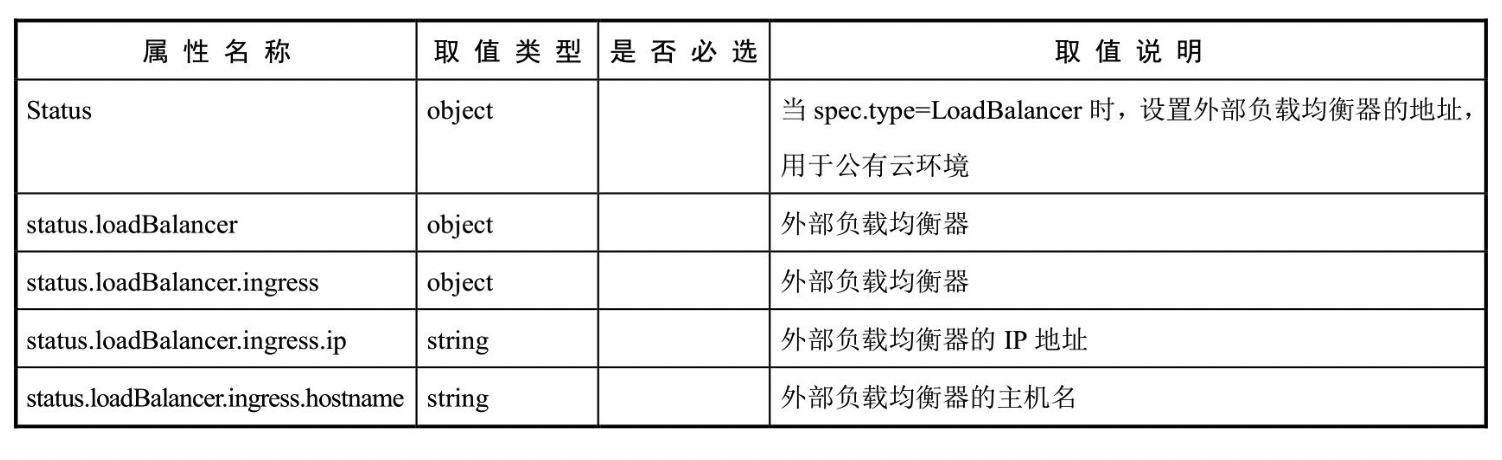 属性名称 取值类型 是否必选 取值说明
Status object 当 spec.type=LoadBalancer 时，设置外部负载均衡器的地址，
用于公有云环境
status.loadBalancer object 外部负载均衡器
status.loadBalancer.ingress object 外部负载均衡器
status.loadBalancer.ingress.ip string 外部负载均衡器的 IP 地址
status.loadBalancer.ingress.hostname string 外部负载均衡器的主机名